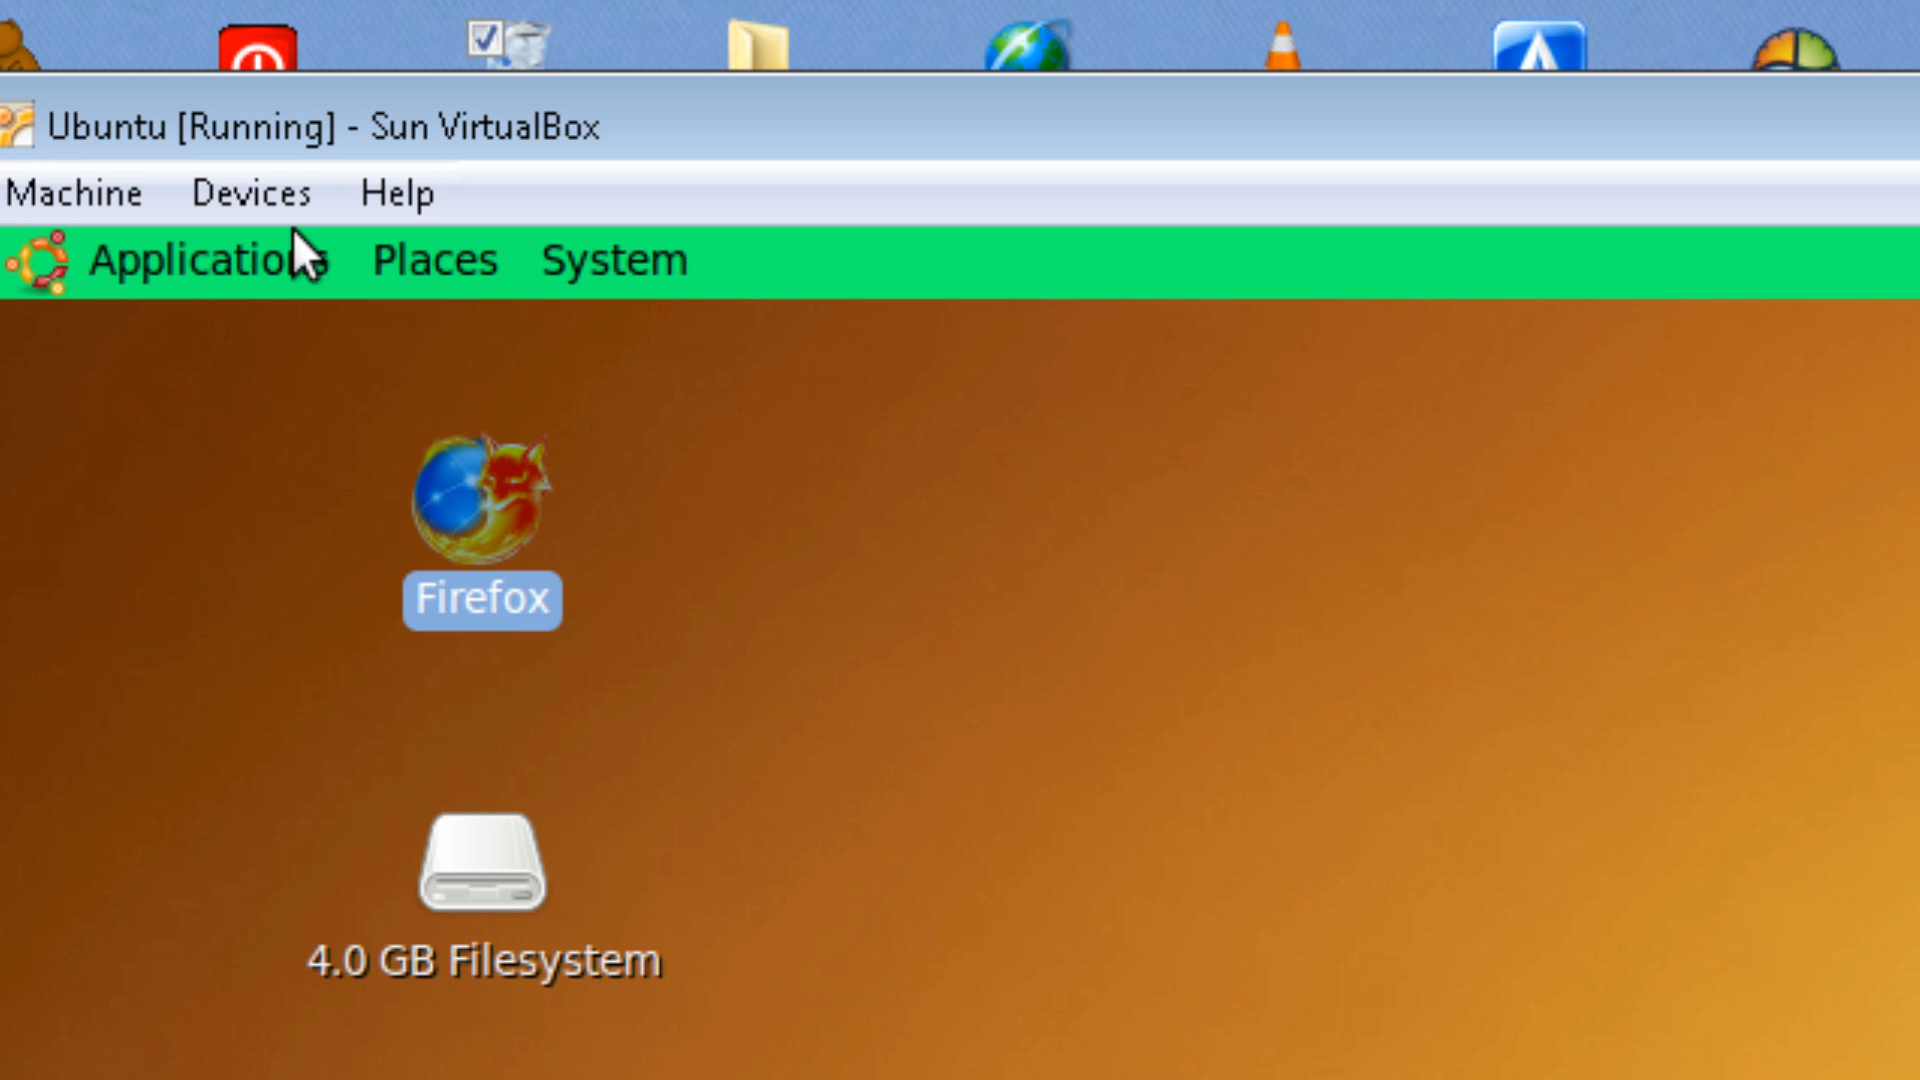 Ubuntu [Running] - Sun VirtualBox
Machine Devices Help
Applications Places System
Firefox
4.0 GB Filesystem